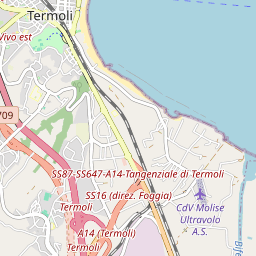 Termoli
Vivo est
709
SS87-SS647-A14-Tangenziale di Termoli
SS16 (direz. Foggia)
Termoli
CdV Molise
Ultravolo
A.S.
A14 (Termoli)
Termoli
Bife